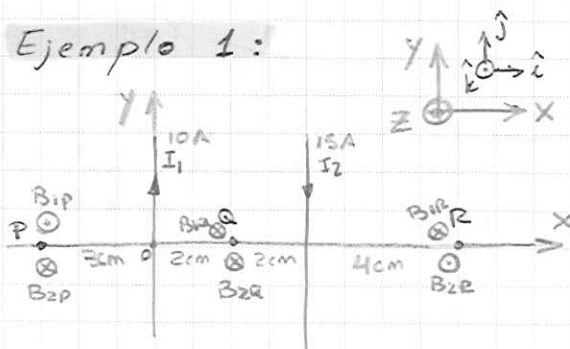 Ejemplo 1:
Y ĵ
k̂ î
Z X
Y
10A 15A
I₁ I₂
B₁P B₁Q Q B₁R R X
P 3cm 0 2cm 2cm 4cm
B₂P B₂Q B₂R